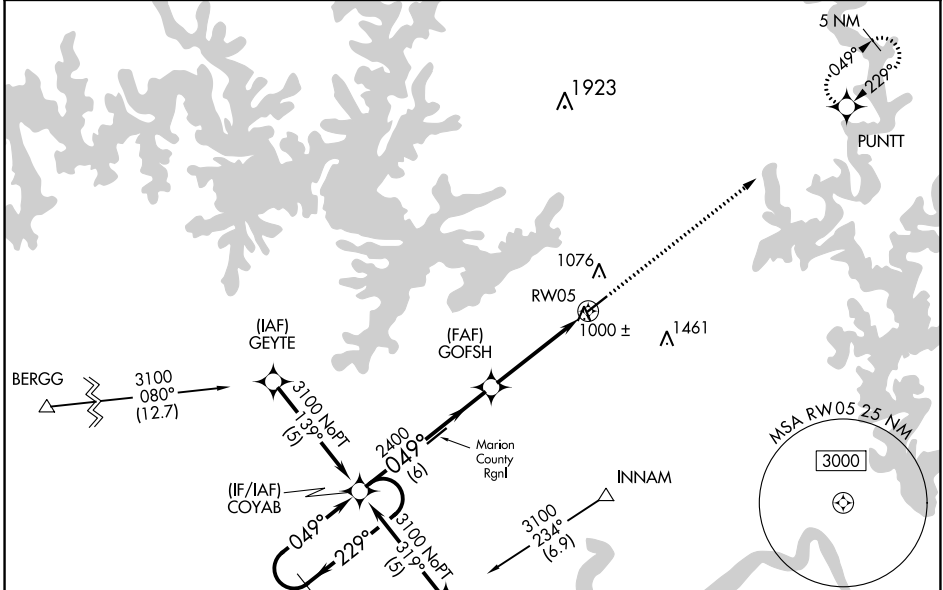 5 NM
049°
229°
PUNTT
1923
1076
RW05
1000 ±
1461
(IAF)
GEYTE
(FAF)
GOFSH
BERGG
3100
080°
(12.7)
3100 NoPT
139°
(5)
2400
049°
(6)
Marion
County
Rgnl
(IF/IAF)
COYAB
INNAM
3100
234°
(6.9)
049°
229°
3100 NoPT
319°
(5)
MSA RW05 25 NM
3000